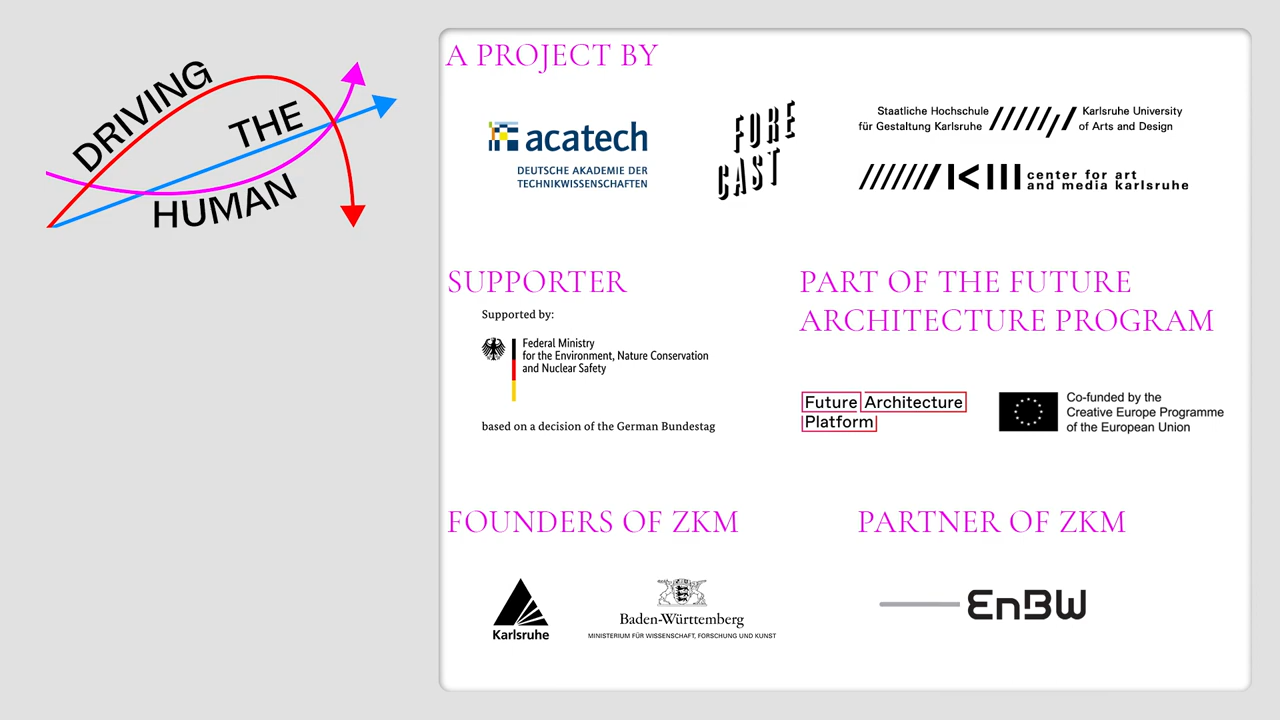 DRIVING
THE
HUMAN
A PROJECT BY
acatech
DEUTSCHE AKADEMIE DER
TECHNIKWISSENSCHAFTEN
FORE
CAST
Staatliche Hochschule
für Gestaltung Karlsruhe
Karlsruhe University
of Arts and Design
center for art
and media karlsruhe
SUPPORTER
Supported by:
Federal Ministry
for the Environment, Nature Conservation
and Nuclear Safety
based on a decision of the German Bundestag
PART OF THE FUTURE
ARCHITECTURE PROGRAM
Future Architecture
Platform
Co-funded by the
Creative Europe Programme
of the European Union
FOUNDERS OF ZKM
Karlsruhe
Baden-Württemberg
MINISTERIUM FÜR WISSENSCHAFT, FORSCHUNG UND KUNST
PARTNER OF ZKM
EnBW